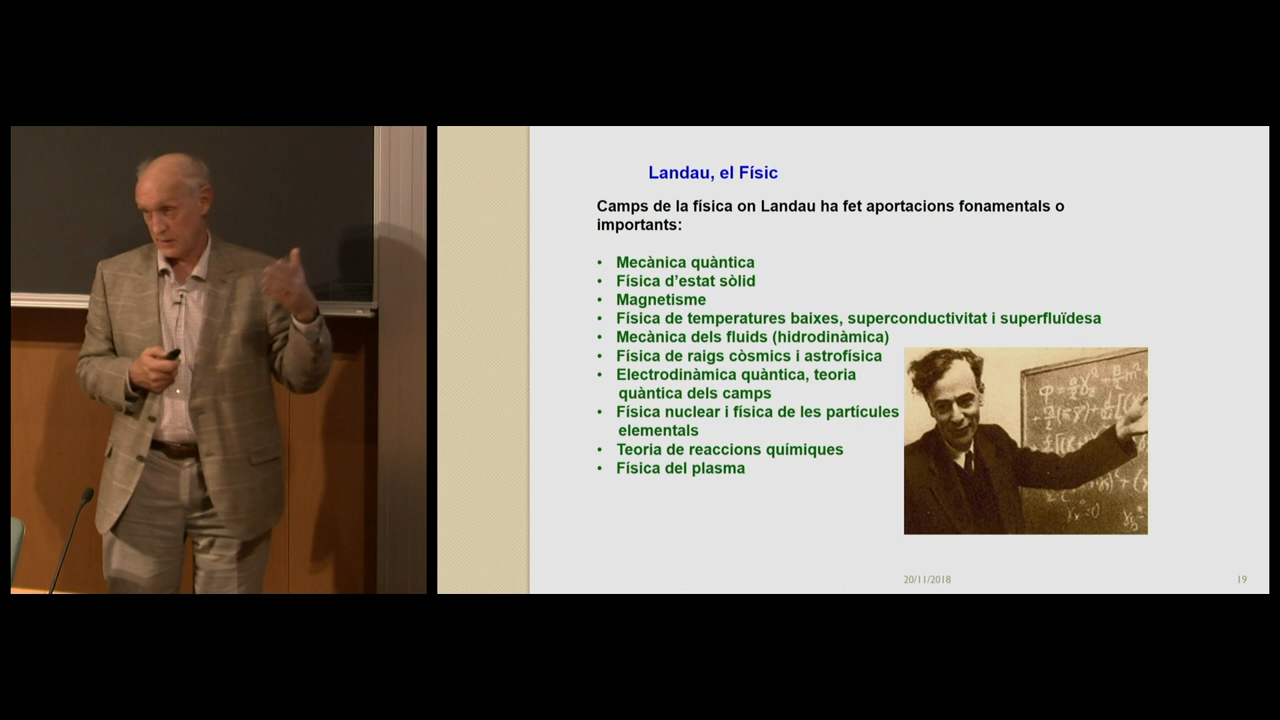 Landau, el Físic
Camps de la física on Landau ha fet aportacions fonamentals o
importants:
• Mecànica quàntica
• Física d'estat sòlid
• Magnetisme
• Física de temperatures baixes, superconductivitat i superfluïdesa
• Mecànica dels fluids (hidrodinàmica)
• Física de raigs còsmics i astrofísica
• Electrodinàmica quàntica, teoria
quàntica dels camps
• Física nuclear i física de les partícules
elementals
• Teoria de reaccions químiques
• Física del plasma
20/11/2018
19